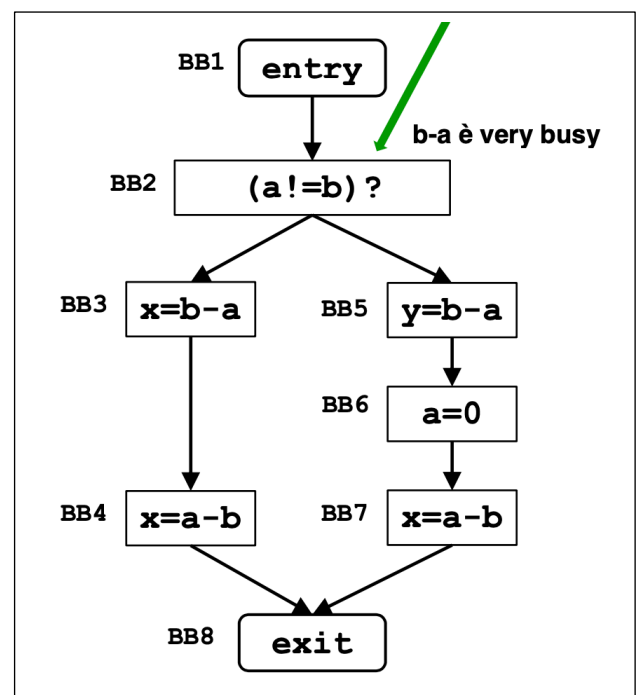 BB1 entry
b-a è very busy
BB2 (a!=b)?
BB3 x=b-a BB5 y=b-a
BB6 a=0
BB4 x=a-b BB7 x=a-b
BB8 exit